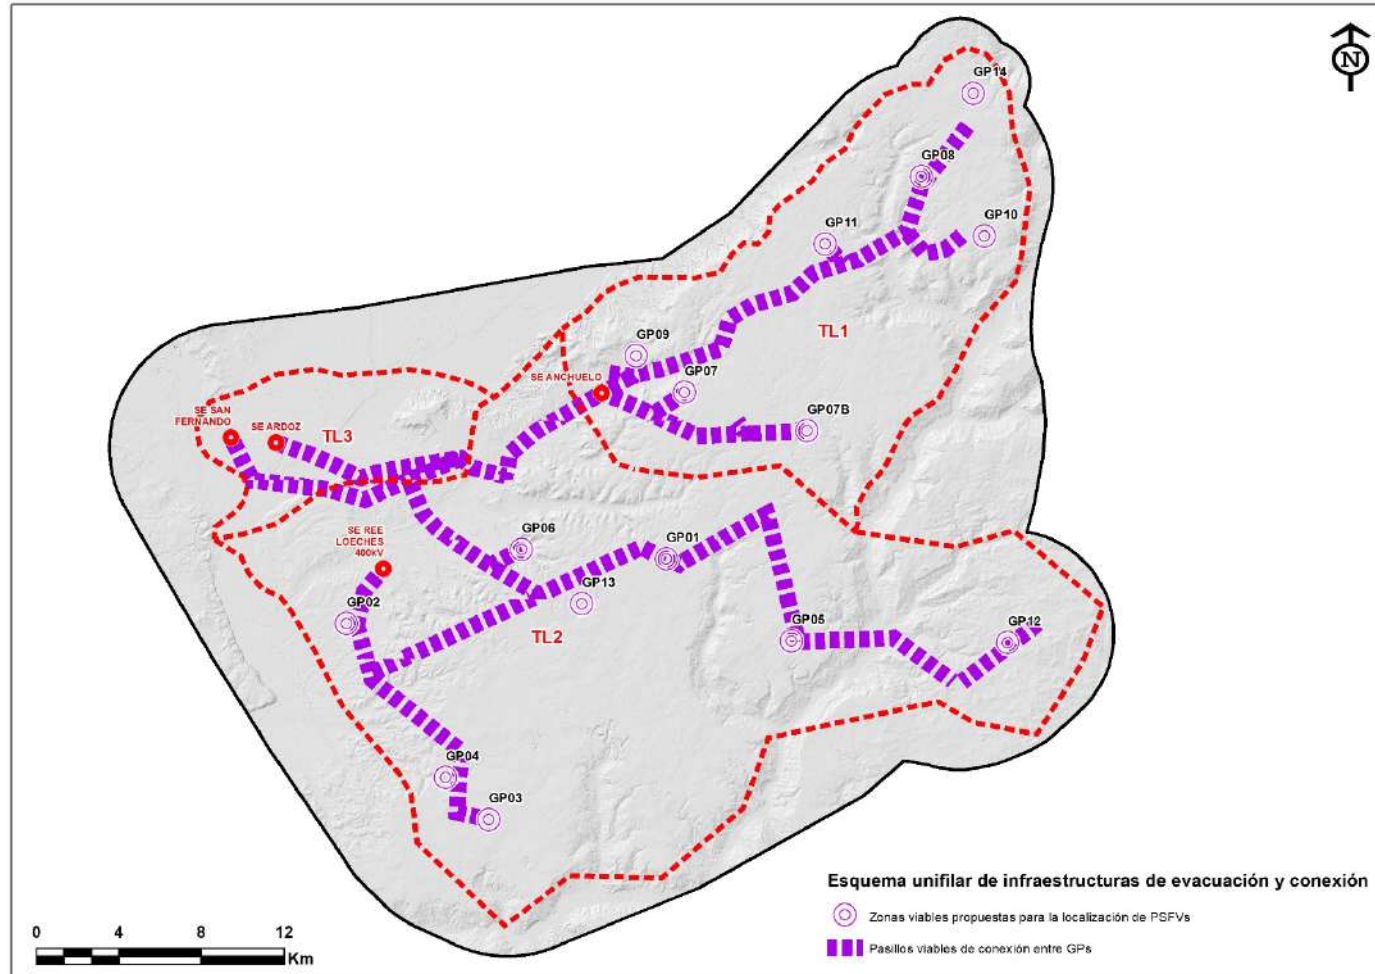 N
GP14
GP08
GP11
GP10
TL1
GP09
SE ANCHUELO
GP07
GP07B
SE SAN
FERNANDO
SE ARDOZ
TL3
SE REE
LOECHES
400kV
GP06
GP01
GP13
GP02
TL2
GP05
GP12
GP04
GP03
Esquema unifilar de infraestructuras de evacuación y conexión
Zonas viables propuestas para la localización de PSFVs
Pasillos viables de conexión entre GPs
0 4 8 12
Km